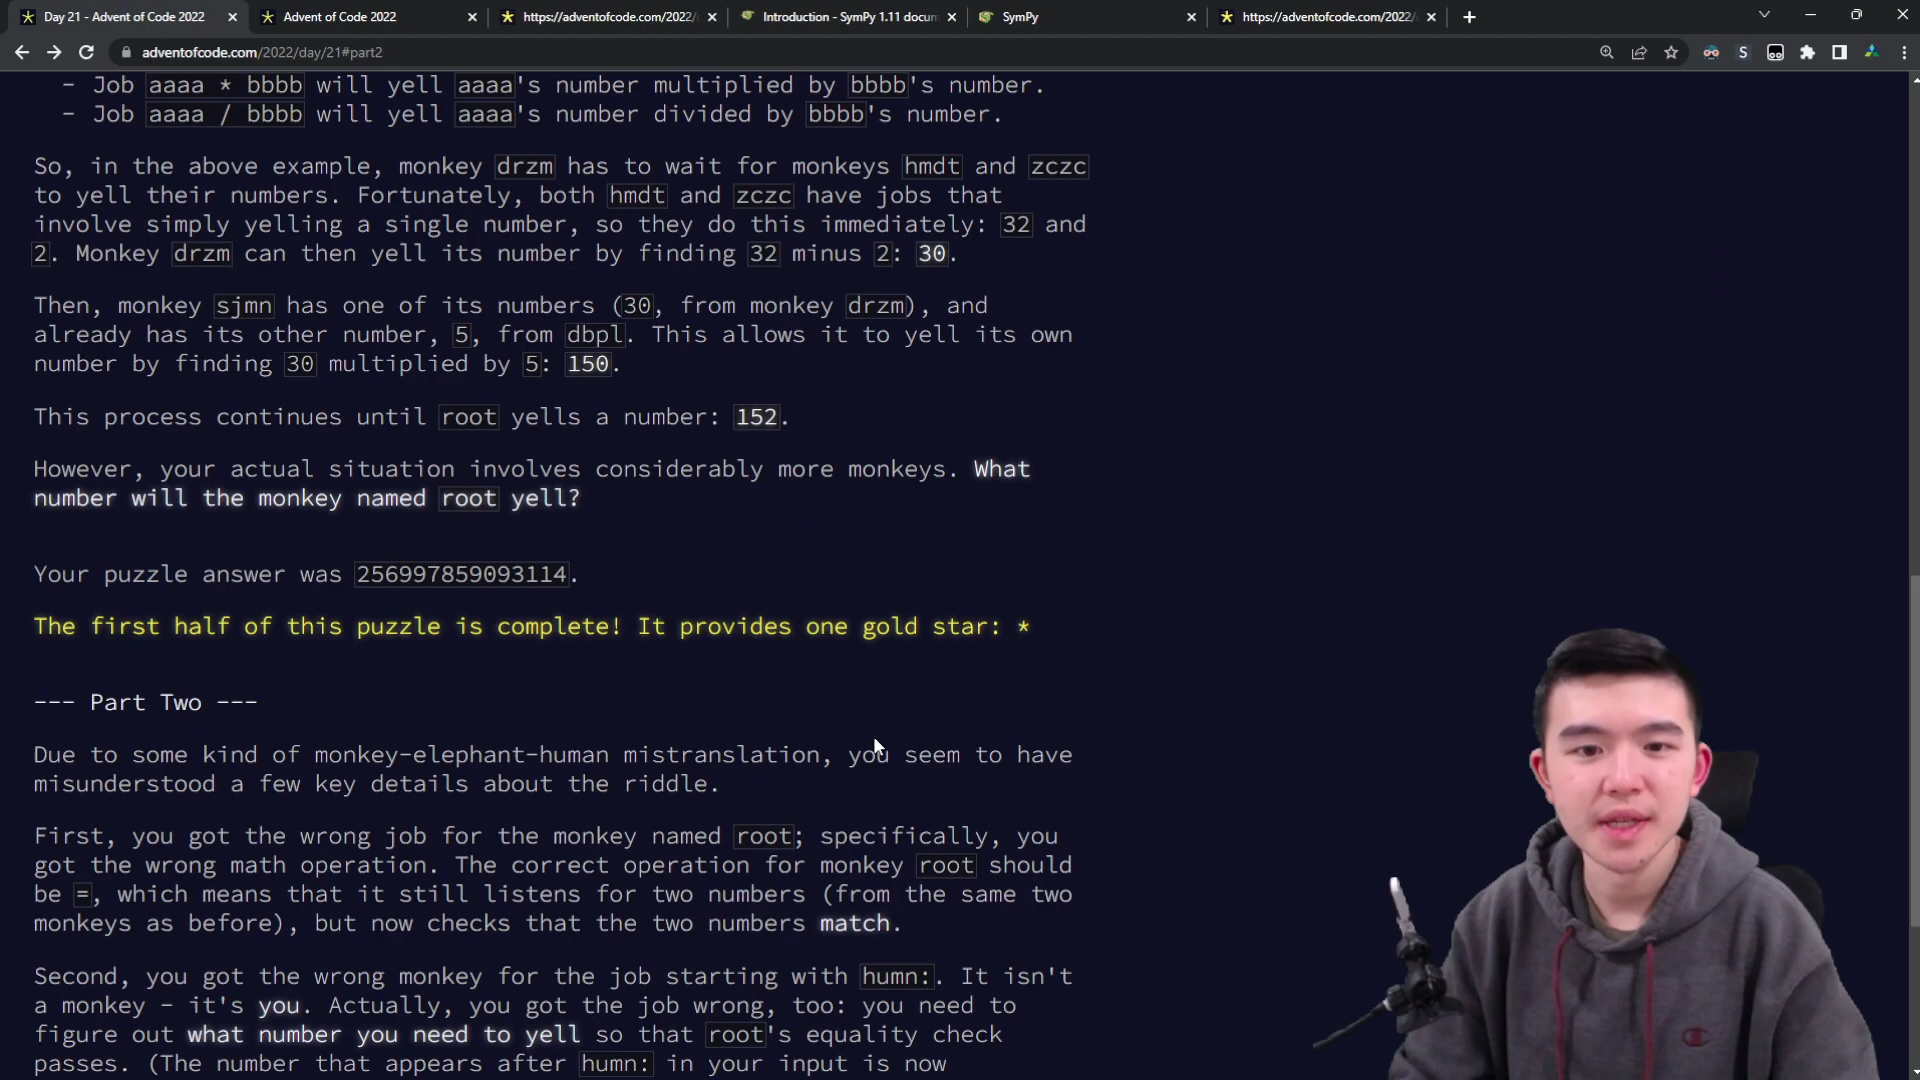 Day 21 - Advent of Code 2022
Advent of Code 2022
https://adventofcode.com/2022/
Introduction - SymPy 1.11 docum
SymPy
https://adventofcode.com/2022/
adventofcode.com/2022/day/21#part2
- Job aaaa * bbbb will yell aaaa's number multiplied by bbbb's number.
- Job aaaa / bbbb will yell aaaa's number divided by bbbb's number.
So, in the above example, monkey drzm has to wait for monkeys hmdt and zczc
to yell their numbers. Fortunately, both hmdt and zczc have jobs that
involve simply yelling a single number, so they do this immediately: 32 and
2. Monkey drzm can then yell its number by finding 32 minus 2: 30.
Then, monkey sjmn has one of its numbers (30, from monkey drzm), and
already has its other number, 5, from dbpl. This allows it to yell its own
number by finding 30 multiplied by 5: 150.
This process continues until root yells a number: 152.
However, your actual situation involves considerably more monkeys. What
number will the monkey named root yell?
Your puzzle answer was 256997859093114.
The first half of this puzzle is complete! It provides one gold star: *
--- Part Two ---
Due to some kind of monkey-elephant-human mistranslation, you seem to have
misunderstood a few key details about the riddle.
First, you got the wrong job for the monkey named root; specifically, you
got the wrong math operation. The correct operation for monkey root should
be =, which means that it still listens for two numbers (from the same two
monkeys as before), but now checks that the two numbers match.
Second, you got the wrong monkey for the job starting with humn:. It isn't
a monkey - it's you. Actually, you got the job wrong, too: you need to
figure out what number you need to yell so that root's equality check
passes. (The number that appears after humn: in your input is now